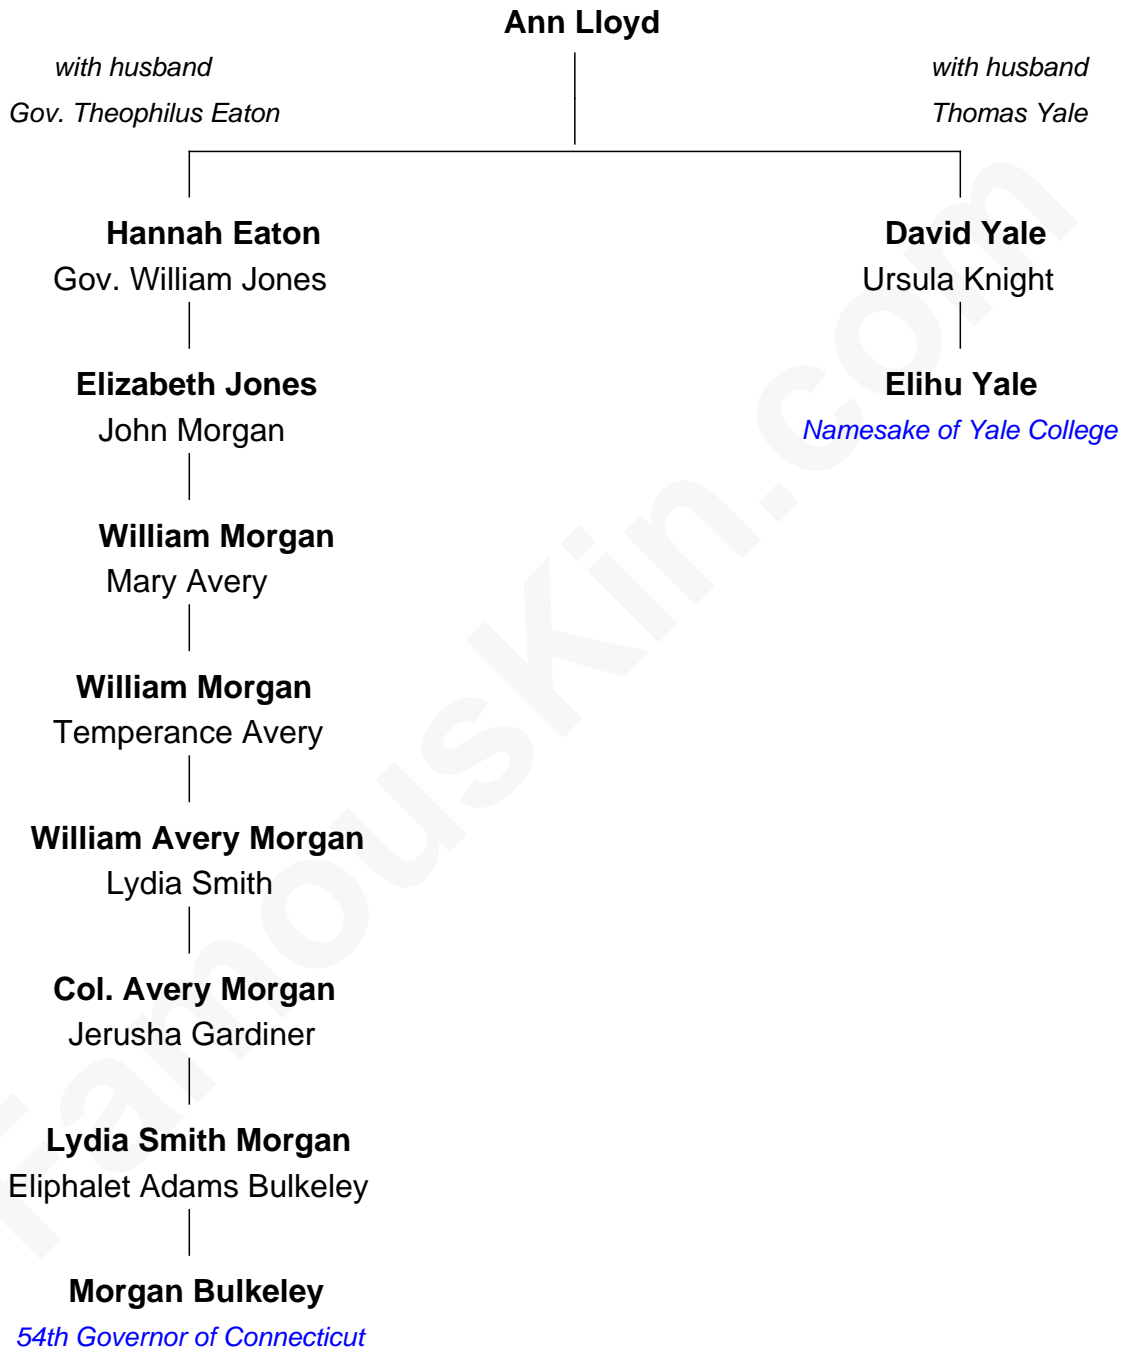 Ann Lloyd
with husband
Gov. Theophilus Eaton
with husband
Thomas Yale
Hannah Eaton
Gov. William Jones
David Yale
Ursula Knight
Elizabeth Jones
John Morgan
Elihu Yale
Namesake of Yale College
William Morgan
Mary Avery
William Morgan
Temperance Avery
William Avery Morgan
Lydia Smith
Col. Avery Morgan
Jerusha Gardiner
Lydia Smith Morgan
Eliphalet Adams Bulkeley
Morgan Bulkeley
54th Governor of Connecticut
FamousKin.com